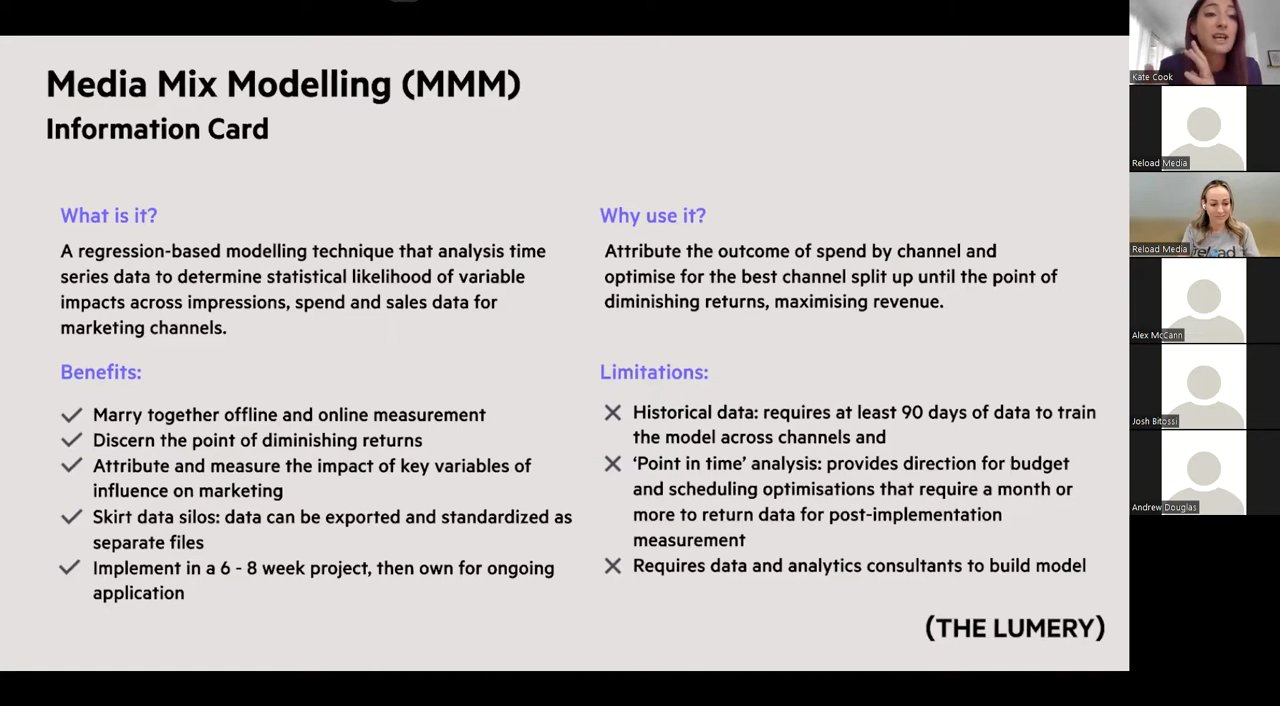 Media Mix Modelling (MMM)
Information Card
What is it?
A regression-based modelling technique that analysis time
series data to determine statistical likelihood of variable
impacts across impressions, spend and sales data for
marketing channels.
Benefits:
Marry together offline and online measurement
Discern the point of diminishing returns
Attribute and measure the impact of key variables of
influence on marketing
Skirt data silos: data can be exported and standardized as
separate files
Implement in a 6 - 8 week project, then own for ongoing
application
Why use it?
Attribute the outcome of spend by channel and
optimise for the best channel split up until the point of
diminishing returns, maximising revenue.
Limitations:
Historical data: requires at least 90 days of data to train
the model across channels and
‘Point in time’ analysis: provides direction for budget
and scheduling optimisations that require a month or
more to return data for post-implementation
measurement
Requires data and analytics consultants to build model
(THE LUMERY)
Kate Cook
Reload Media
Reload Media
Alex McCann
Josh Bitossi
Andrew Douglas